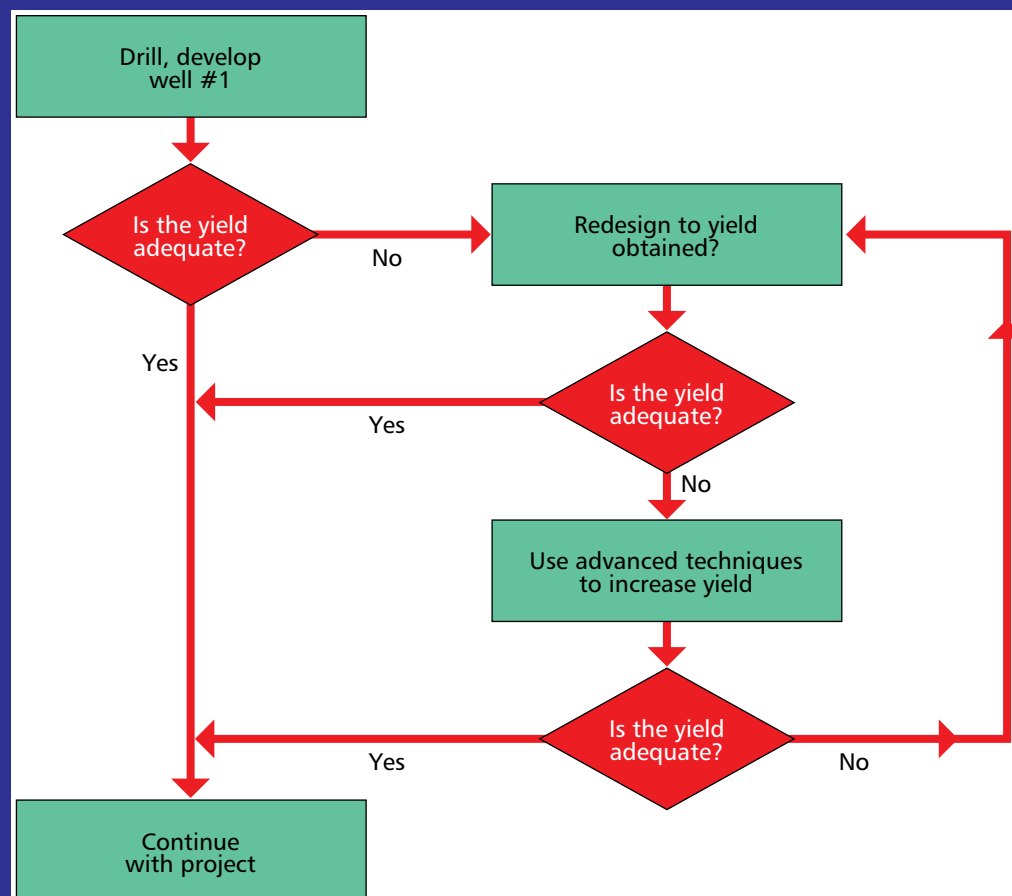 Drill, develop
well #1
Is the yield
adequate?
No
Redesign to yield
obtained?
Yes
Is the yield
adequate?
Yes
No
Use advanced techniques
to increase yield
Is the yield
adequate?
Yes
No
Continue
with project